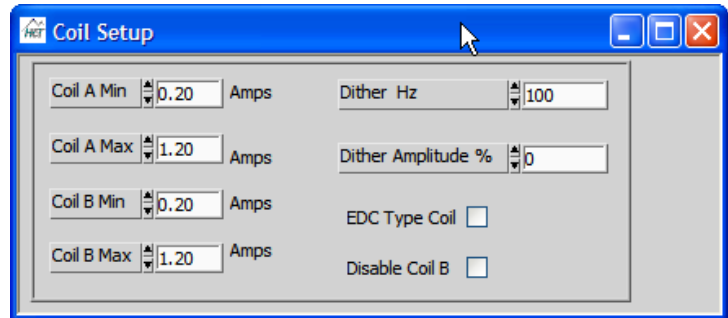 HCT Coil Setup
Coil A Min 0.20 Amps
Coil A Max 1.20 Amps
Coil B Min 0.20 Amps
Coil B Max 1.20 Amps
Dither Hz 100
Dither Amplitude % 0
EDC Type Coil
Disable Coil B